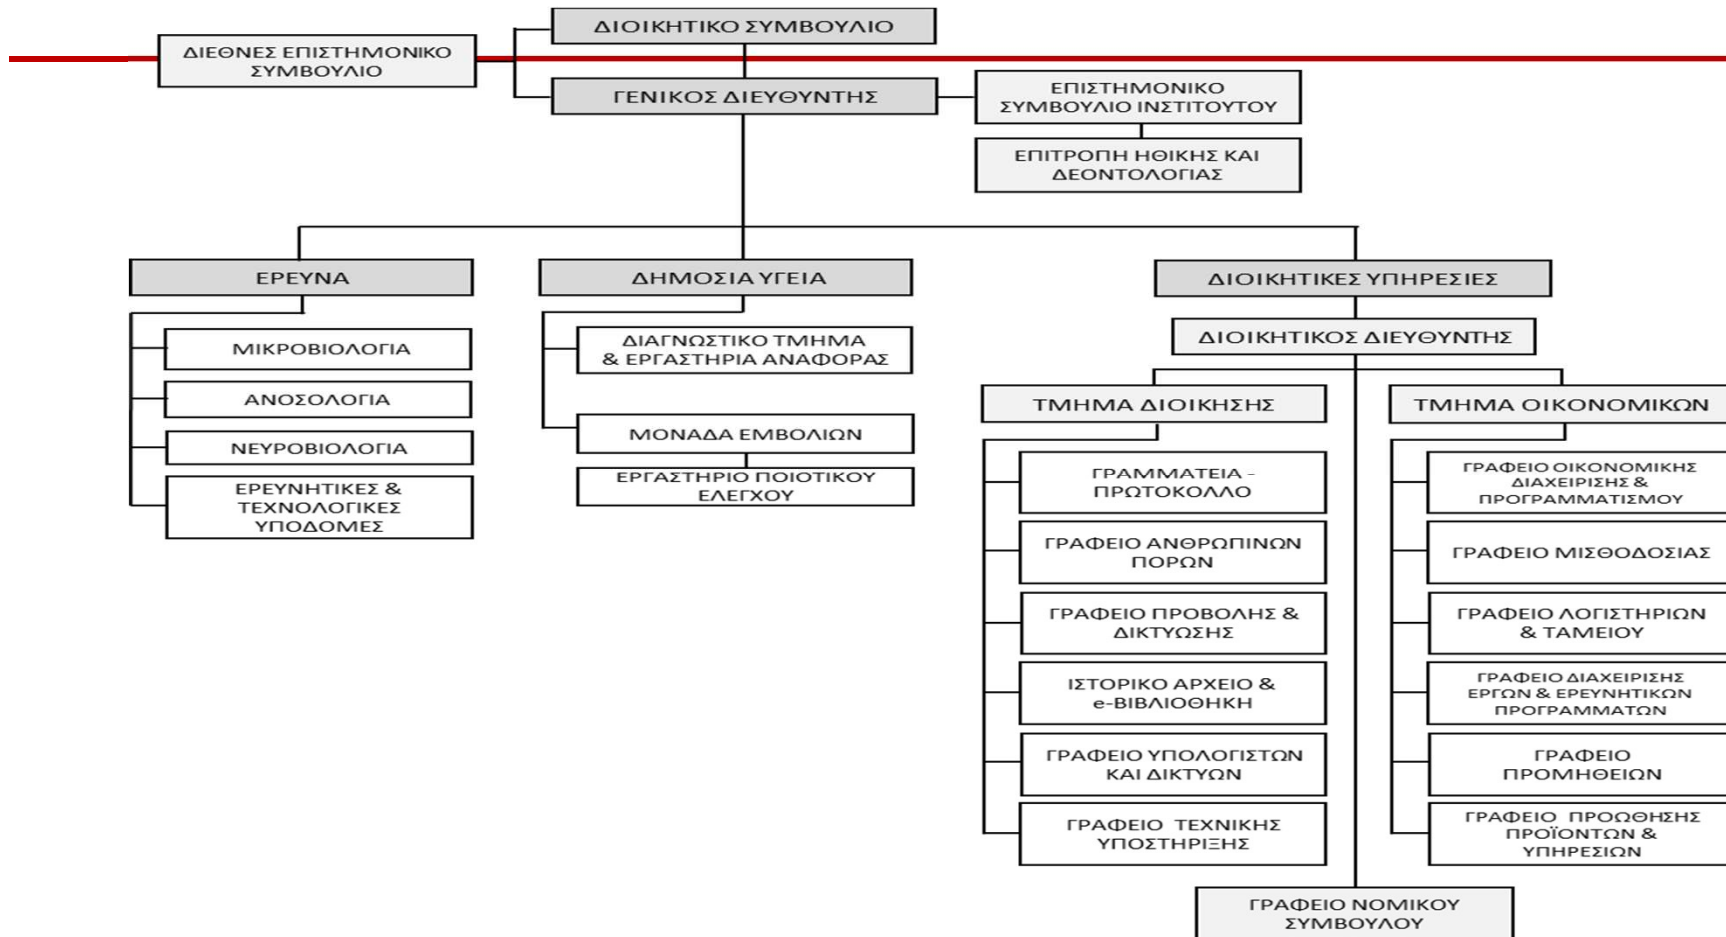 ΔΙΟΙΚΗΤΙΚΟ ΣΥΜΒΟΥΛΙΟ
ΔΙΕΘΝΕΣ ΕΠΙΣΤΗΜΟΝΙΚΟ
ΣΥΜΒΟΥΛΙΟ
ΓΕΝΙΚΟΣ ΔΙΕΥΘΥΝΤΗΣ
ΕΠΙΣΤΗΜΟΝΙΚΟ
ΣΥΜΒΟΥΛΙΟ ΙΝΣΤΙΤΟΥΤΟΥ
ΕΠΙΤΡΟΠΗ ΗΘΙΚΗΣ ΚΑΙ
ΔΕΟΝΤΟΛΟΓΙΑΣ
ΕΡΕΥΝΑ
ΜΙΚΡΟΒΙΟΛΟΓΙΑ
ΑΝΟΣΟΛΟΓΙΑ
ΝΕΥΡΟΒΙΟΛΟΓΙΑ
ΕΡΕΥΝΗΤΙΚΕΣ &
ΤΕΧΝΟΛΟΓΙΚΕΣ
ΥΠΟΔΟΜΕΣ
ΔΗΜΟΣΙΑ ΥΓΕΙΑ
ΔΙΑΓΝΩΣΤΙΚΟ ΤΜΗΜΑ
& ΕΡΓΑΣΤΗΡΙΑ ΑΝΑΦΟΡΑΣ
ΜΟΝΑΔΑ ΕΜΒΟΛΙΩΝ
ΕΡΓΑΣΤΗΡΙΟ ΠΟΙΟΤΙΚΟΥ
ΕΛΕΓΧΟΥ
ΔΙΟΙΚΗΤΙΚΕΣ ΥΠΗΡΕΣΙΕΣ
ΔΙΟΙΚΗΤΙΚΟΣ ΔΙΕΥΘΥΝΤΗΣ
ΤΜΗΜΑ ΔΙΟΙΚΗΣΗΣ
ΓΡΑΜΜΑΤΕΙΑ -
ΠΡΩΤΟΚΟΛΛΟ
ΓΡΑΦΕΙΟ ΑΝΘΡΩΠΙΝΩΝ
ΠΟΡΩΝ
ΓΡΑΦΕΙΟ ΠΡΟΒΟΛΗΣ &
ΔΙΚΤΥΩΣΗΣ
ΙΣΤΟΡΙΚΟ ΑΡΧΕΙΟ &
e-ΒΙΒΛΙΟΘΗΚΗ
ΓΡΑΦΕΙΟ ΥΠΟΛΟΓΙΣΤΩΝ
ΚΑΙ ΔΙΚΤΥΩΝ
ΓΡΑΦΕΙΟ ΤΕΧΝΙΚΗΣ
ΥΠΟΣΤΗΡΙΞΗΣ
ΤΜΗΜΑ ΟΙΚΟΝΟΜΙΚΩΝ
ΓΡΑΦΕΙΟ ΟΙΚΟΝΟΜΙΚΗΣ
ΔΙΑΧΕΙΡΙΣΗΣ &
ΠΡΟΓΡΑΜΜΑΤΙΣΜΟΥ
ΓΡΑΦΕΙΟ ΜΙΣΘΟΔΟΣΙΑΣ
ΓΡΑΦΕΙΟ ΛΟΓΙΣΤΗΡΙΩΝ
& ΤΑΜΕΙΟΥ
ΓΡΑΦΕΙΟ ΔΙΑΧΕΙΡΙΣΗΣ
ΕΡΓΩΝ & ΕΡΕΥΝΗΤΙΚΩΝ
ΠΡΟΓΡΑΜΜΑΤΩΝ
ΓΡΑΦΕΙΟ
ΠΡΟΜΗΘΕΙΩΝ
ΓΡΑΦΕΙΟ ΠΡΟΩΘΗΣΗΣ
ΠΡΟΪΟΝΤΩΝ &
ΥΠΗΡΕΣΙΩΝ
ΓΡΑΦΕΙΟ ΝΟΜΙΚΟΥ
ΣΥΜΒΟΥΛΟΥ